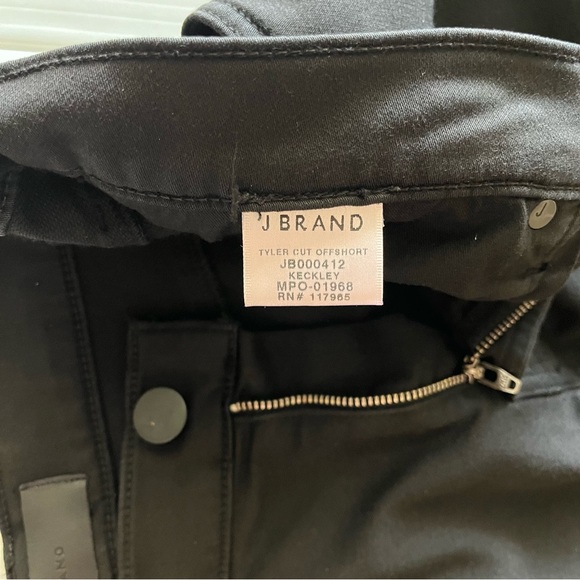 J BRAND
TYLER CUT OFFSHORT
JB000412
KECKLEY
MPO-01968
RN# 117965
J